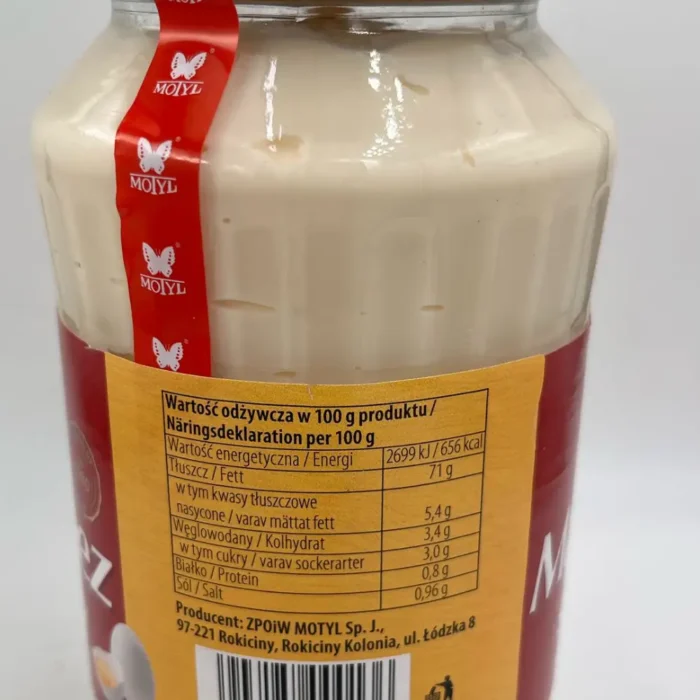 MOTYL
MOTYL
MOTYL
Wartość odżywcza w 100 g produktu /
Näringsdeklaration per 100 g
Wartość energetyczna / Energi 2699 kJ / 656 kcal
Tłuszcz / Fett 71 g
w tym kwasy tłuszczowe
nasycone / varav mättat fett 5,4 g
Węglowodany / Kolhydrat 3,4 g
w tym cukry / varav sockerarter 3,0 g
Białko / Protein 0,8 g
Sól / Salt 0,96 g
Producent: ZPOiW MOTYL Sp. J.,
97-221 Rokiciny, Rokiciny Kolonia, ul. Łódzka 8